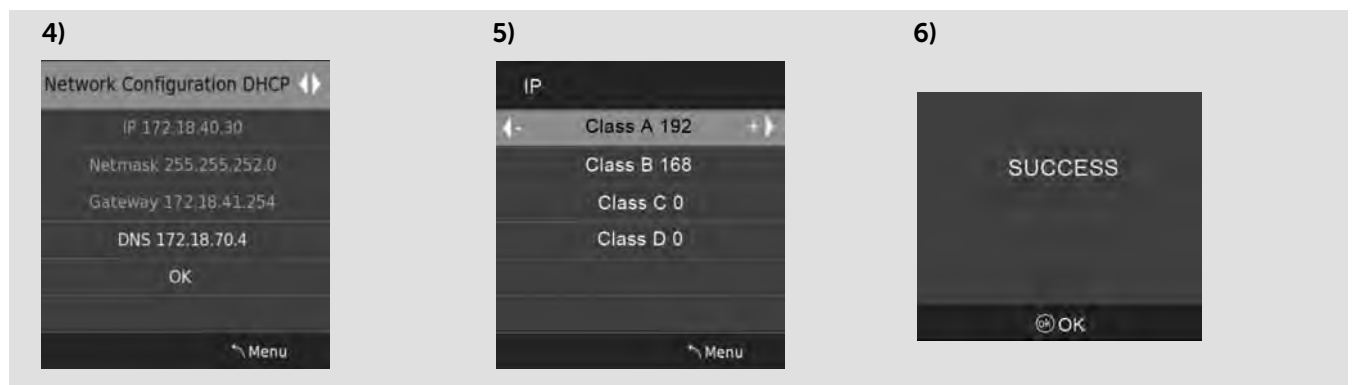 4)
Network Configuration DHCP
IP 172.18.40.30
Netmask 255.255.252.0
Gateway 172.18.41.254
DNS 172.18.70.4
OK
Menu
5)
IP
- Class A 192 +
Class B 168
Class C 0
Class D 0
Menu
6)
SUCCESS
ok OK